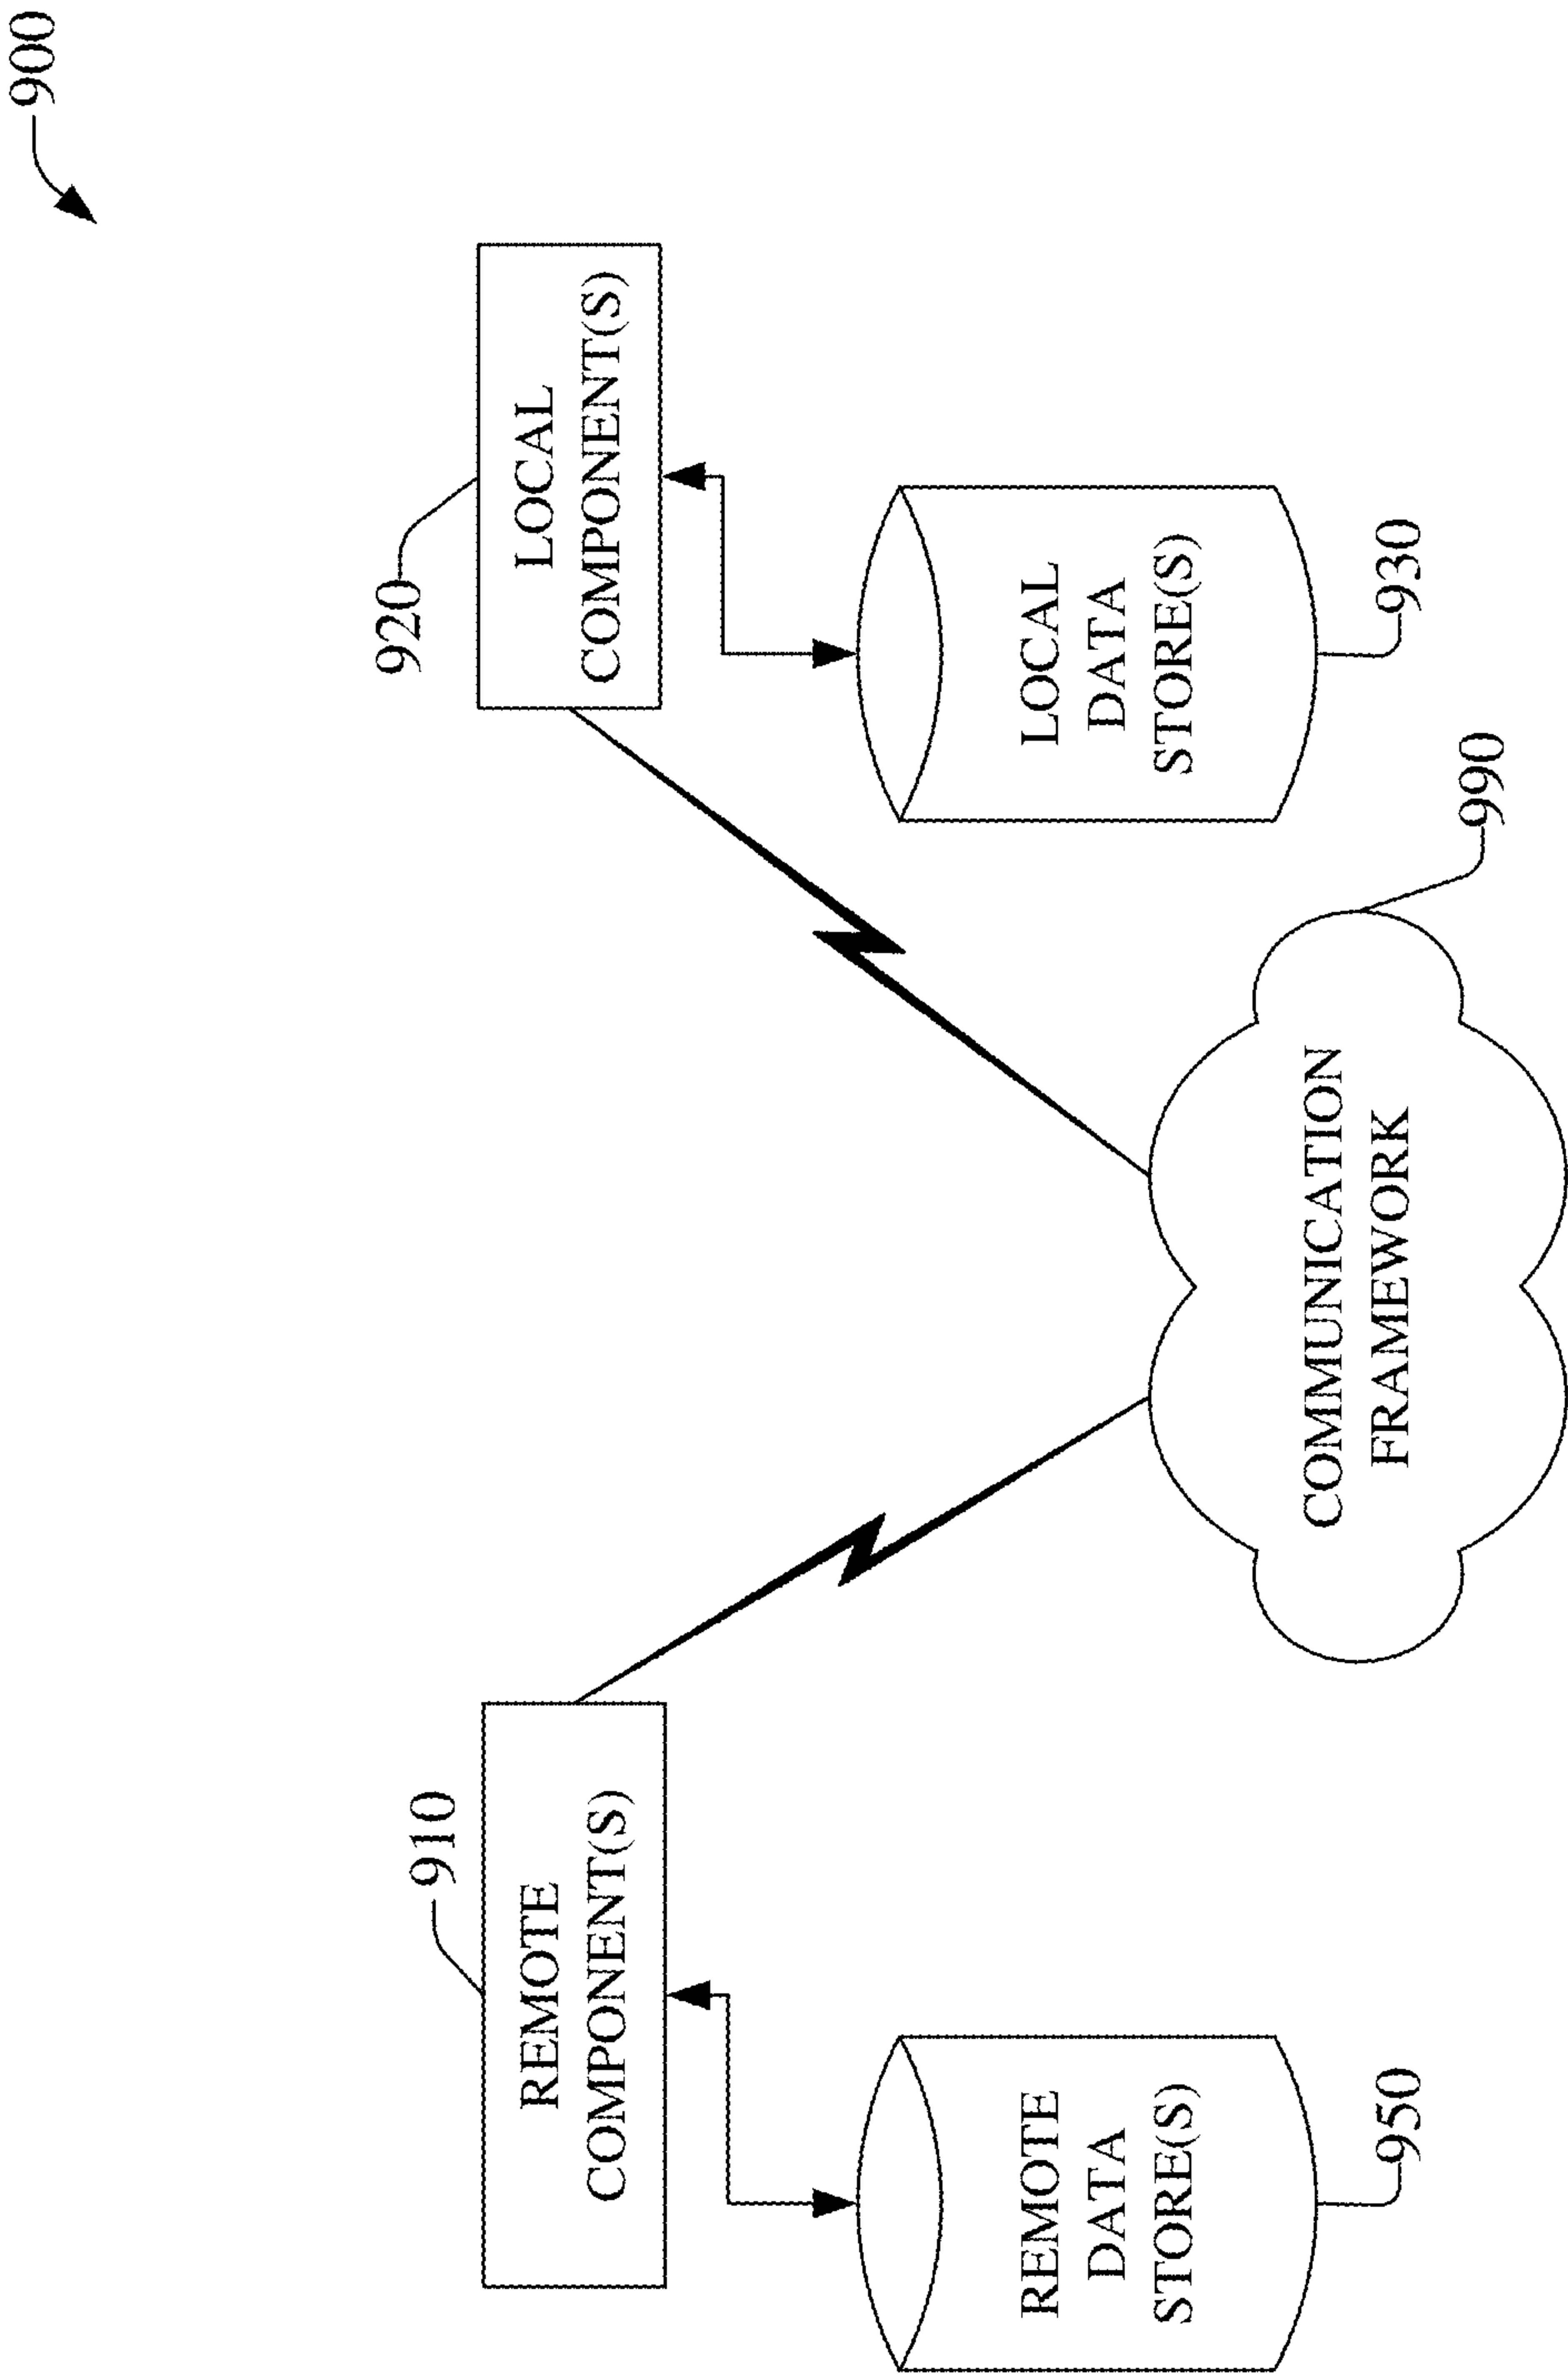 900
910
REMOTE
COMPONENT(S)
920
LOCAL
COMPONENT(S)
REMOTE
DATA
STORE(S)
950
COMMUNICATION
FRAMEWORK
990
LOCAL
DATA
STORE(S)
930